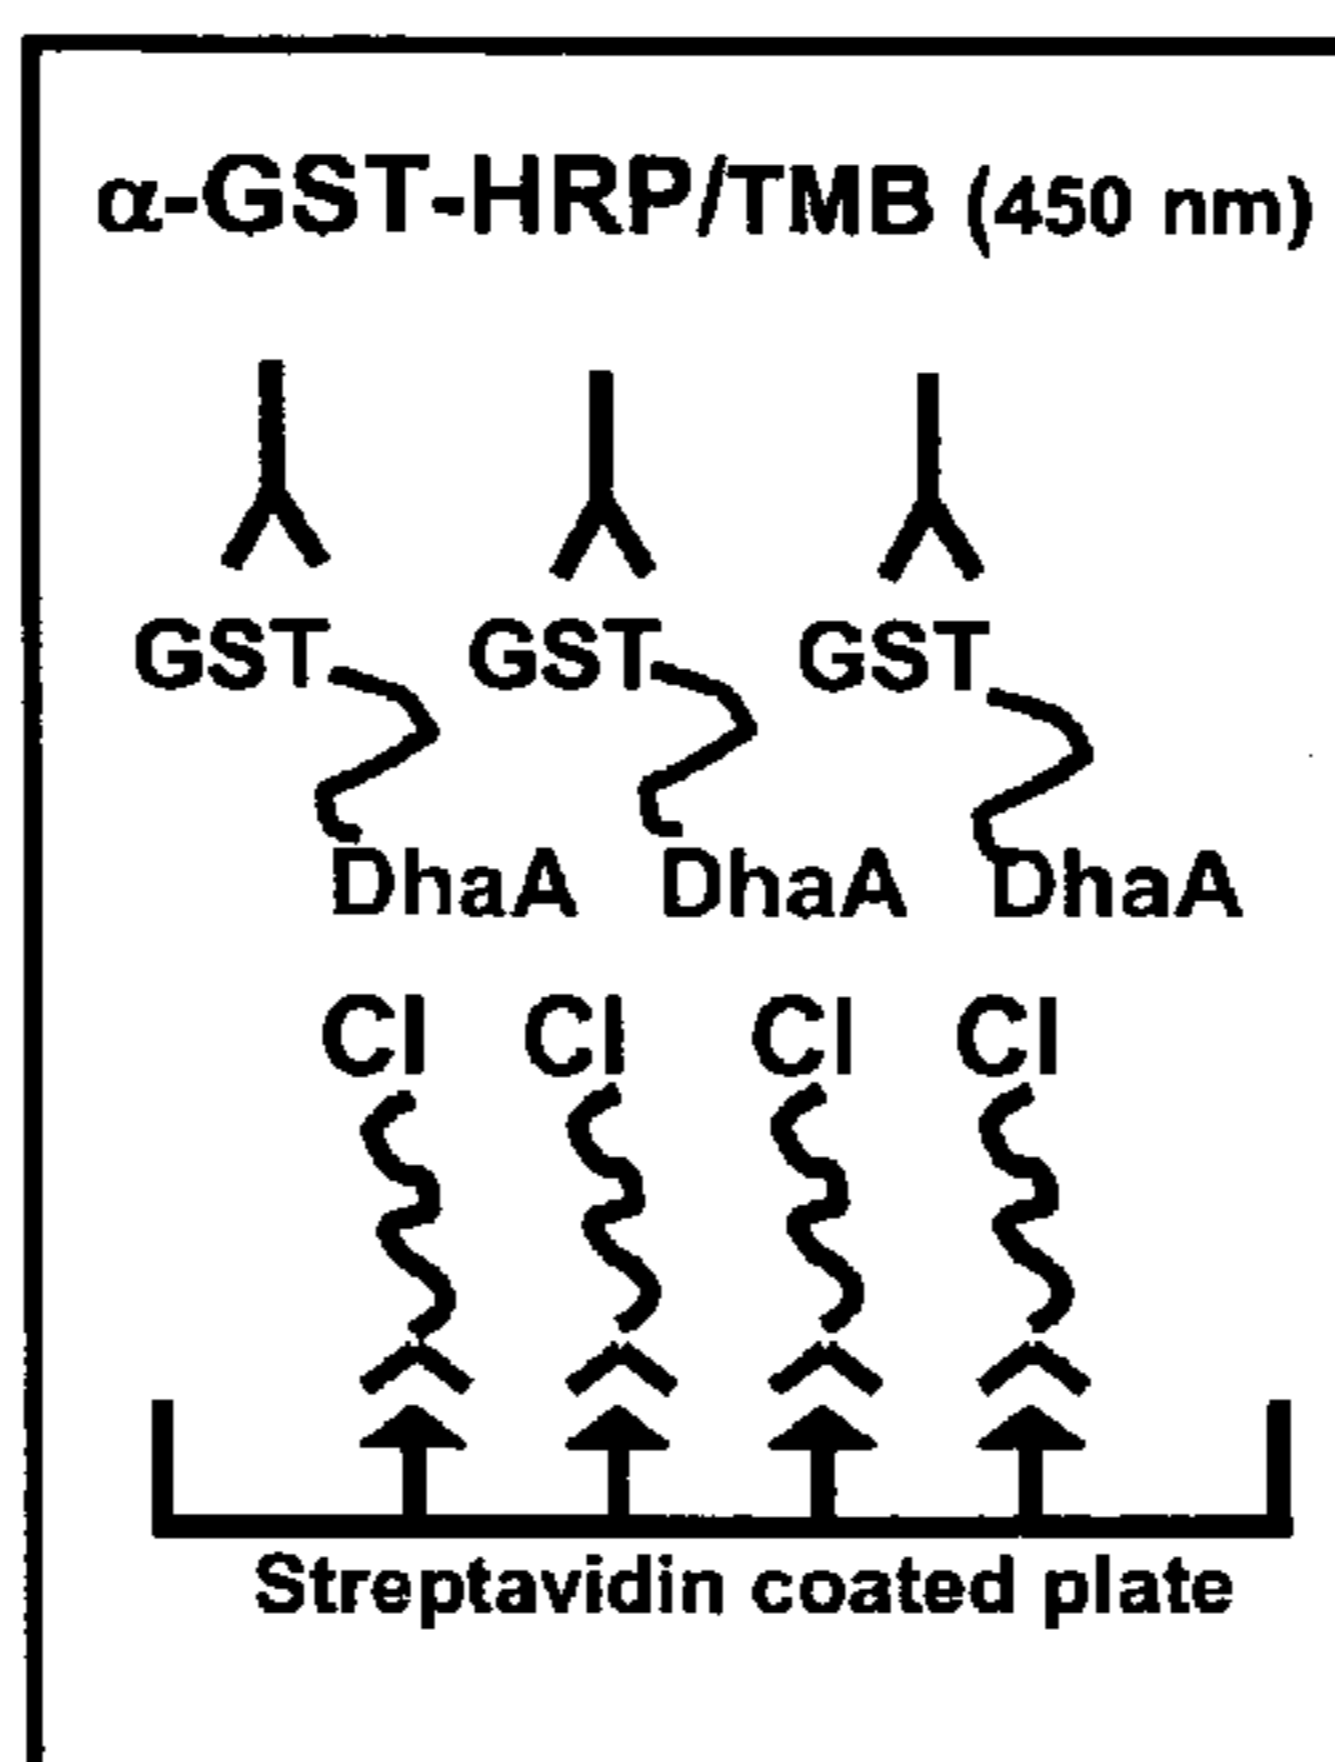 α-GST-HRP/TMB (450 nm)
GST GST GST
DhaA DhaA DhaA
Cl Cl Cl Cl
Streptavidin coated plate